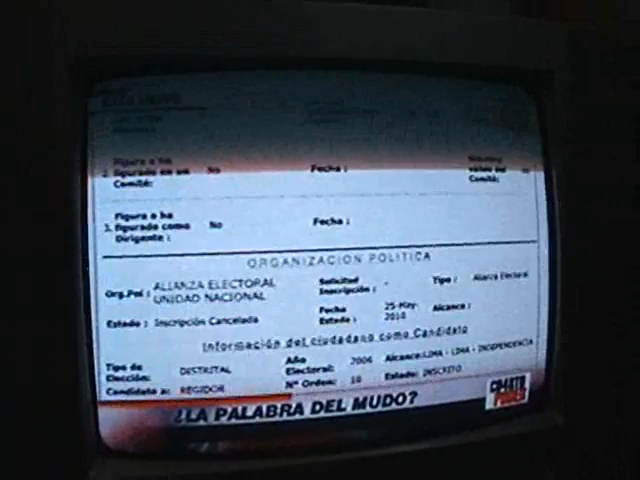 Figura o ha
2. figurado en un No Fecha :
Comité:
Figura o ha
3. figurado como No Fecha :
Dirigente :
ORGANIZACION POLITICA
Org.Pol : ALIANZA ELECTORAL UNIDAD NACIONAL Solicitud Inscripción : - Tipo : Alianza Electoral
Estado : Inscripción Cancelada Fecha Estado : 25-May-2010 Alcance :
Información del ciudadano como Candidato
Tipo de Elección: DISTRITAL Año Electoral: 2006 Alcance: LIMA - LIMA - INDEPENDENCIA
Candidato a: REGIDOR Nº Orden: 10 Estado: INSCRITO
¿LA PALABRA DEL MUDO?
CUARTO
PODER